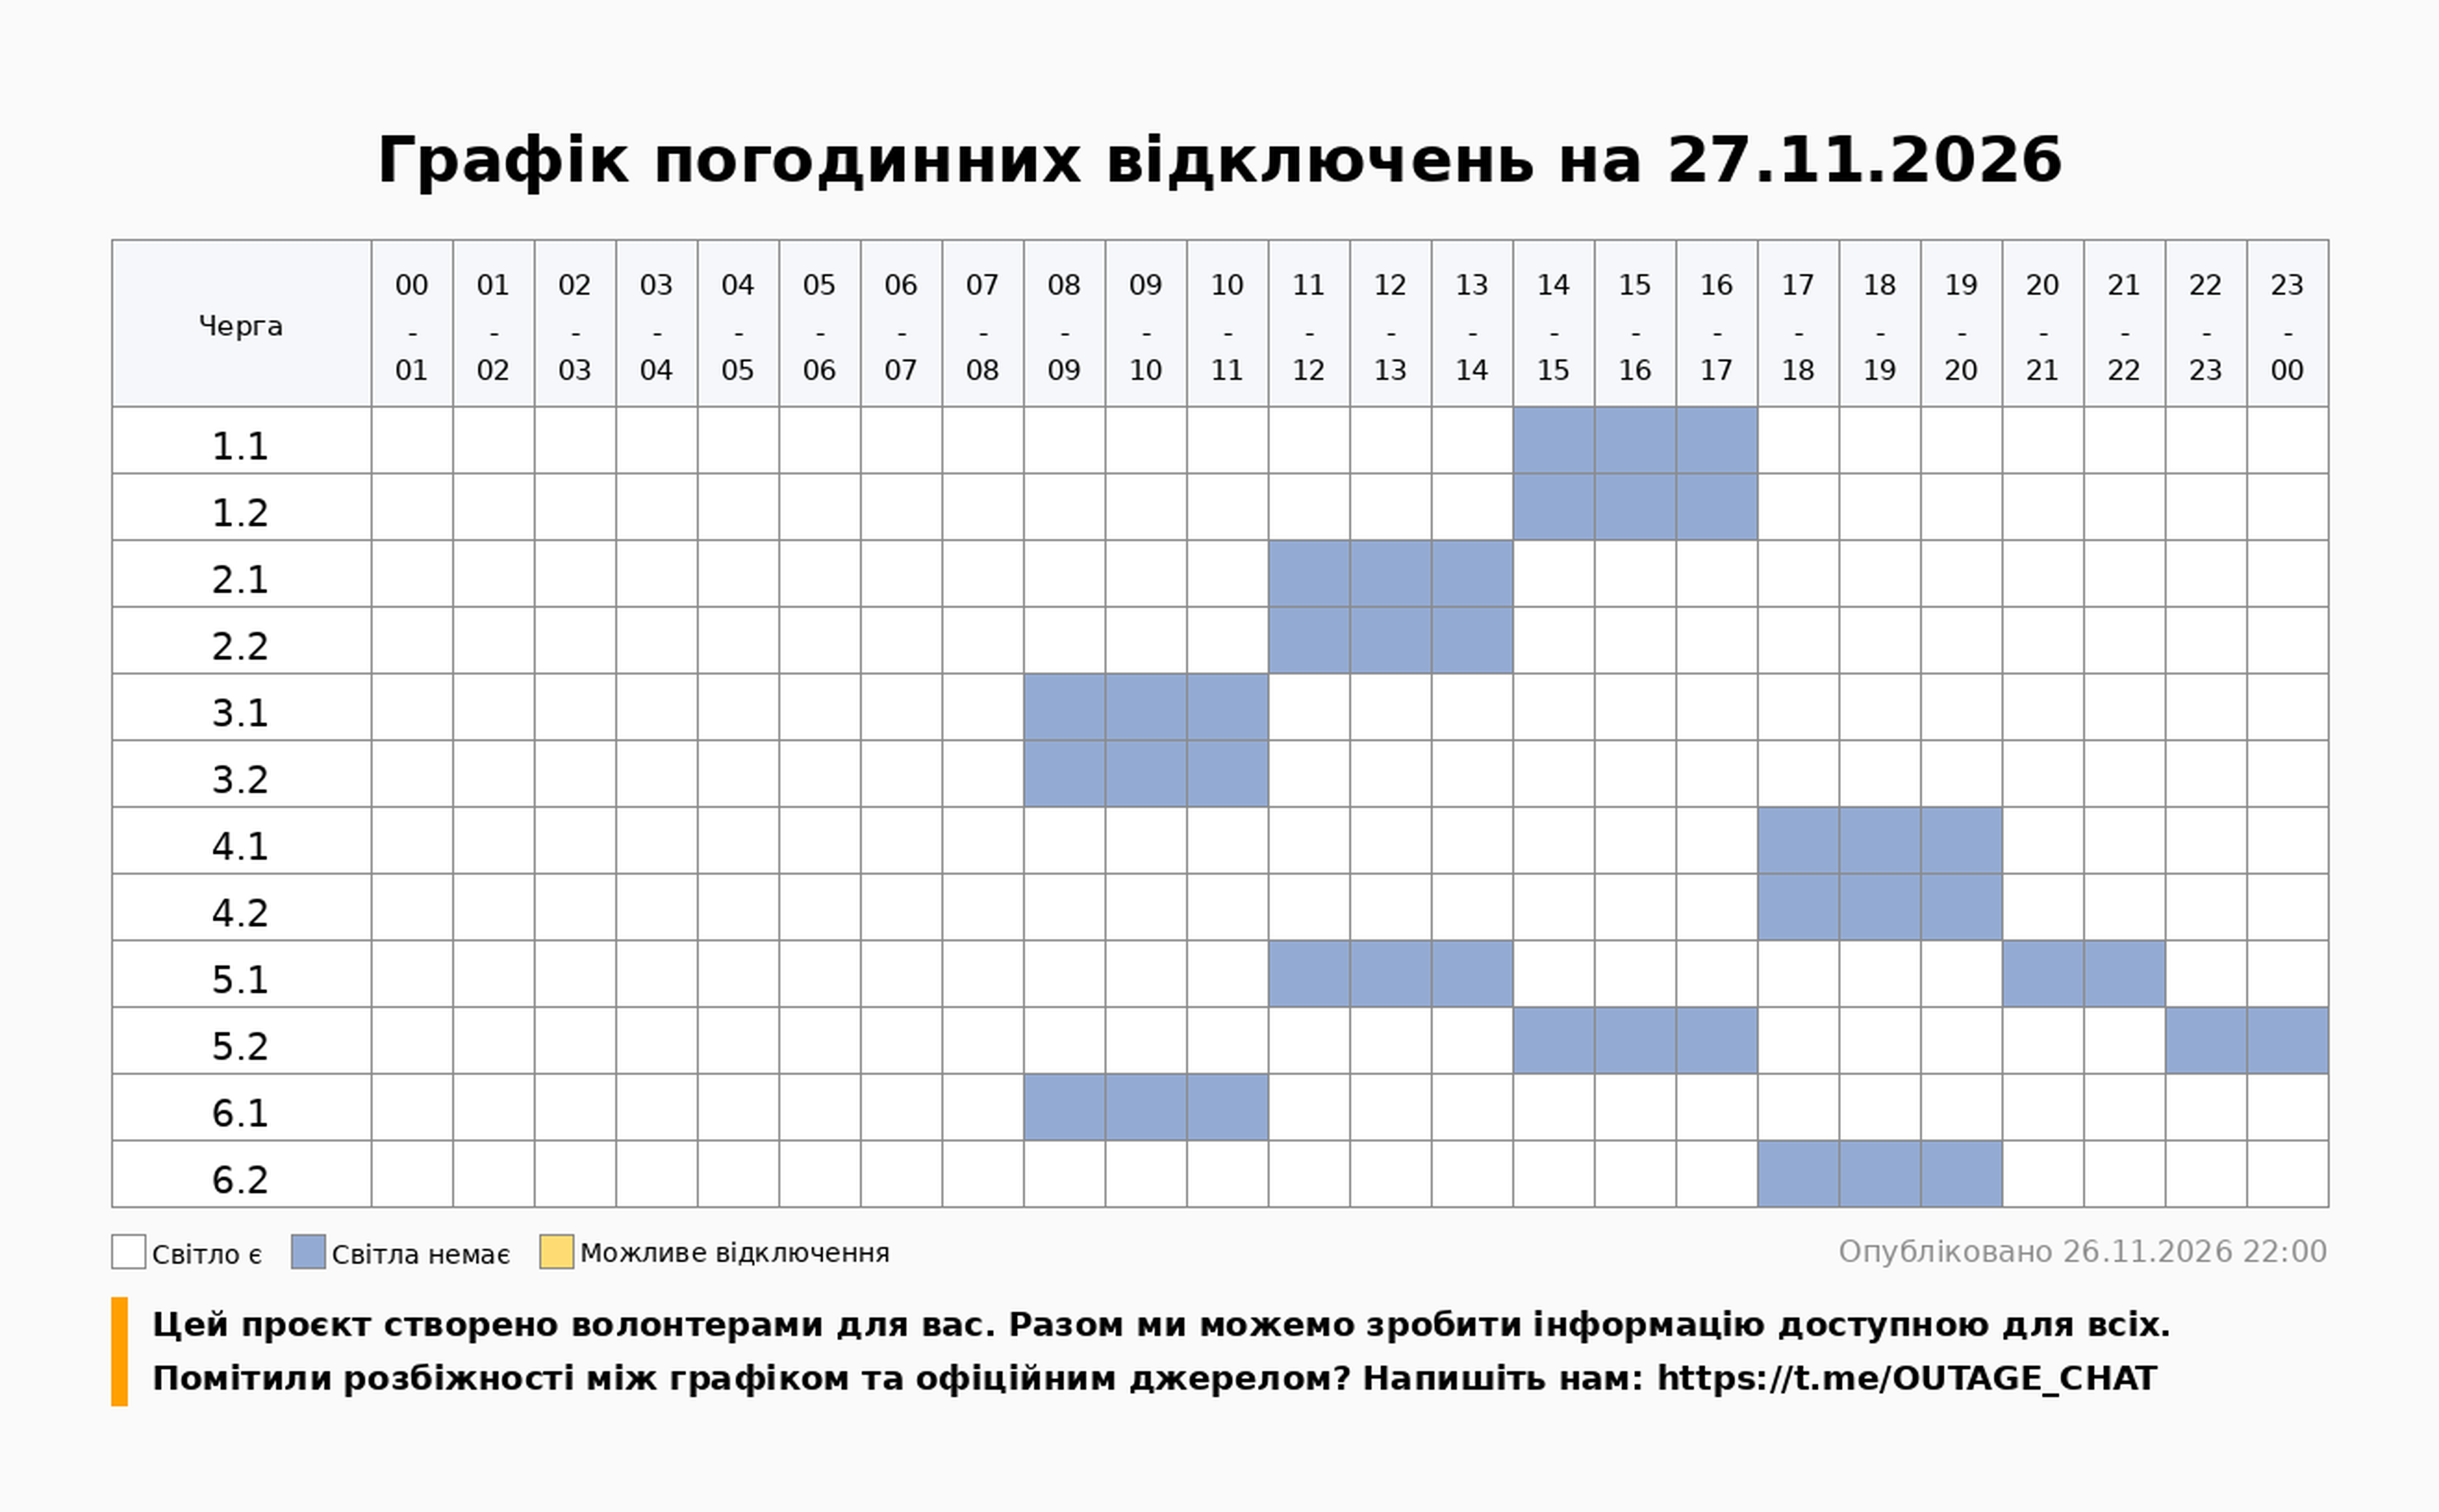 Графік погодинних відключень на 27.11.2026
Черга 00 - 01 01 - 02 02 - 03 03 - 04 04 - 05 05 - 06 06 - 07 07 - 08 08 - 09 09 - 10 10 - 11 11 - 12 12 - 13 13 - 14 14 - 15 15 - 16 16 - 17 17 - 18 18 - 19 19 - 20 20 - 21 21 - 22 22 - 23 23 - 00
1.1
1.2
2.1
2.2
3.1
3.2
4.1
4.2
5.1
5.2
6.1
6.2
Світло є Світла немає Можливе відключення Опубліковано 26.11.2026 22:00
Цей проєкт створено волонтерами для вас. Разом ми можемо зробити інформацію доступною для всіх.
Помітили розбіжності між графіком та офіційним джерелом? Напишіть нам: https://t.me/OUTAGE_CHAT